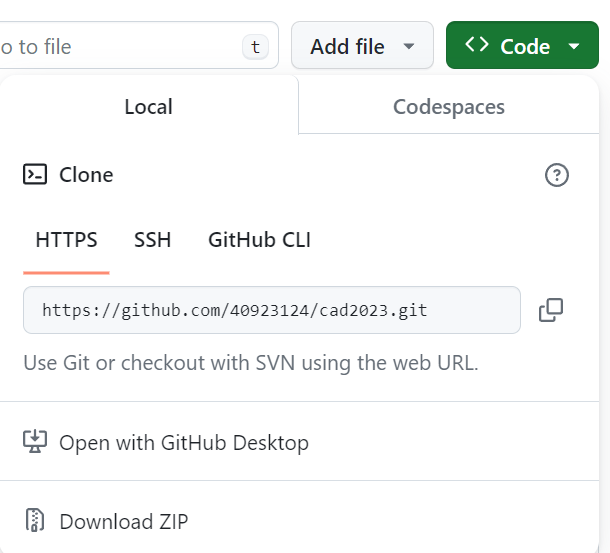 o to file
t
Add file
Code
Local
Codespaces
Clone
HTTPS
SSH
GitHub CLI
https://github.com/40923124/cad2023.git
Use Git or checkout with SVN using the web URL.
Open with GitHub Desktop
Download ZIP